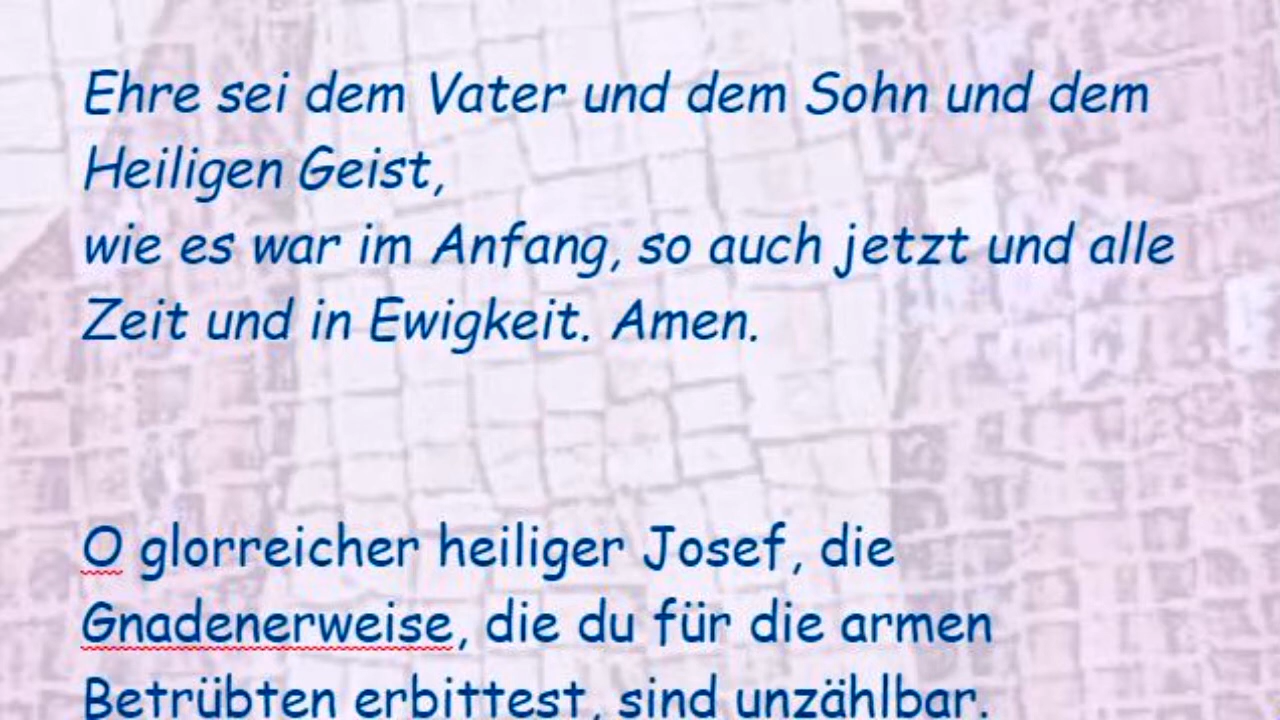 Ehre sei dem Vater und dem Sohn und dem
Heiligen Geist,
wie es war im Anfang, so auch jetzt und alle
Zeit und in Ewigkeit. Amen.
O glorreicher heiliger Josef, die
Gnadenerweise, die du für die armen
Betrübten erbittest, sind unzählbar.